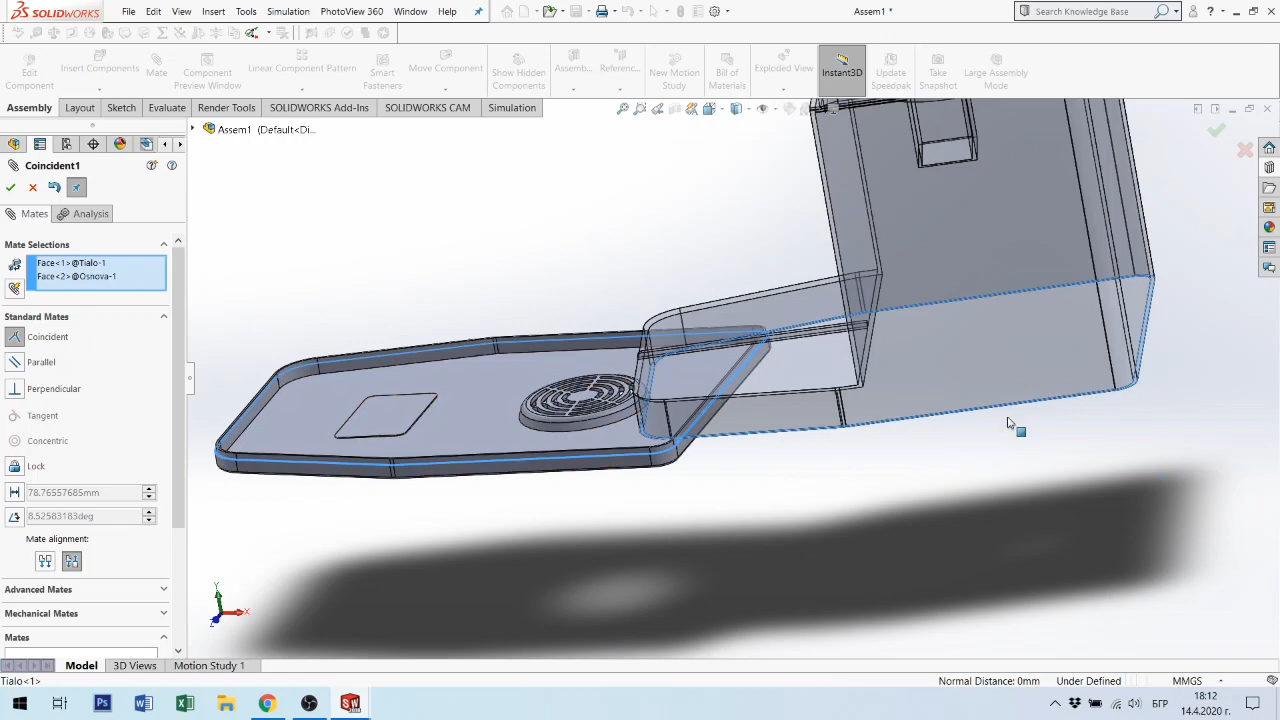 SOLIDWORKS File Edit View Insert Tools Simulation PhotoView 360 Window Help Assem1 * Search Knowledge Base
Edit Component
Insert Components
Mate
Component Preview Window
Linear Component Pattern
Smart Fasteners
Move Component
Show Hidden Components
Assemb...
Referenc...
New Motion Study
Bill of Materials
Exploded View
Instant3D
Update Speedpak
Take Snapshot
Large Assembly Mode
Assembly Layout Sketch Evaluate Render Tools SOLIDWORKS Add-Ins SOLIDWORKS CAM Simulation
Assem1 (Default<Di...
Coincident1
Mates Analysis
Mate Selections
Face<1>@Tialo-1
Face<2>@Osnova-1
Standard Mates
Coincident
Parallel
Perpendicular
Tangent
Concentric
Lock
78.76557685mm
8.52583183deg
Mate alignment:
Advanced Mates
Mechanical Mates
Mates
Y
X
Z
Model 3D Views Motion Study 1
Tialo<1> Normal Distance: 0mm Under Defined MMGS
БГР
18:12
14.4.2020 г.